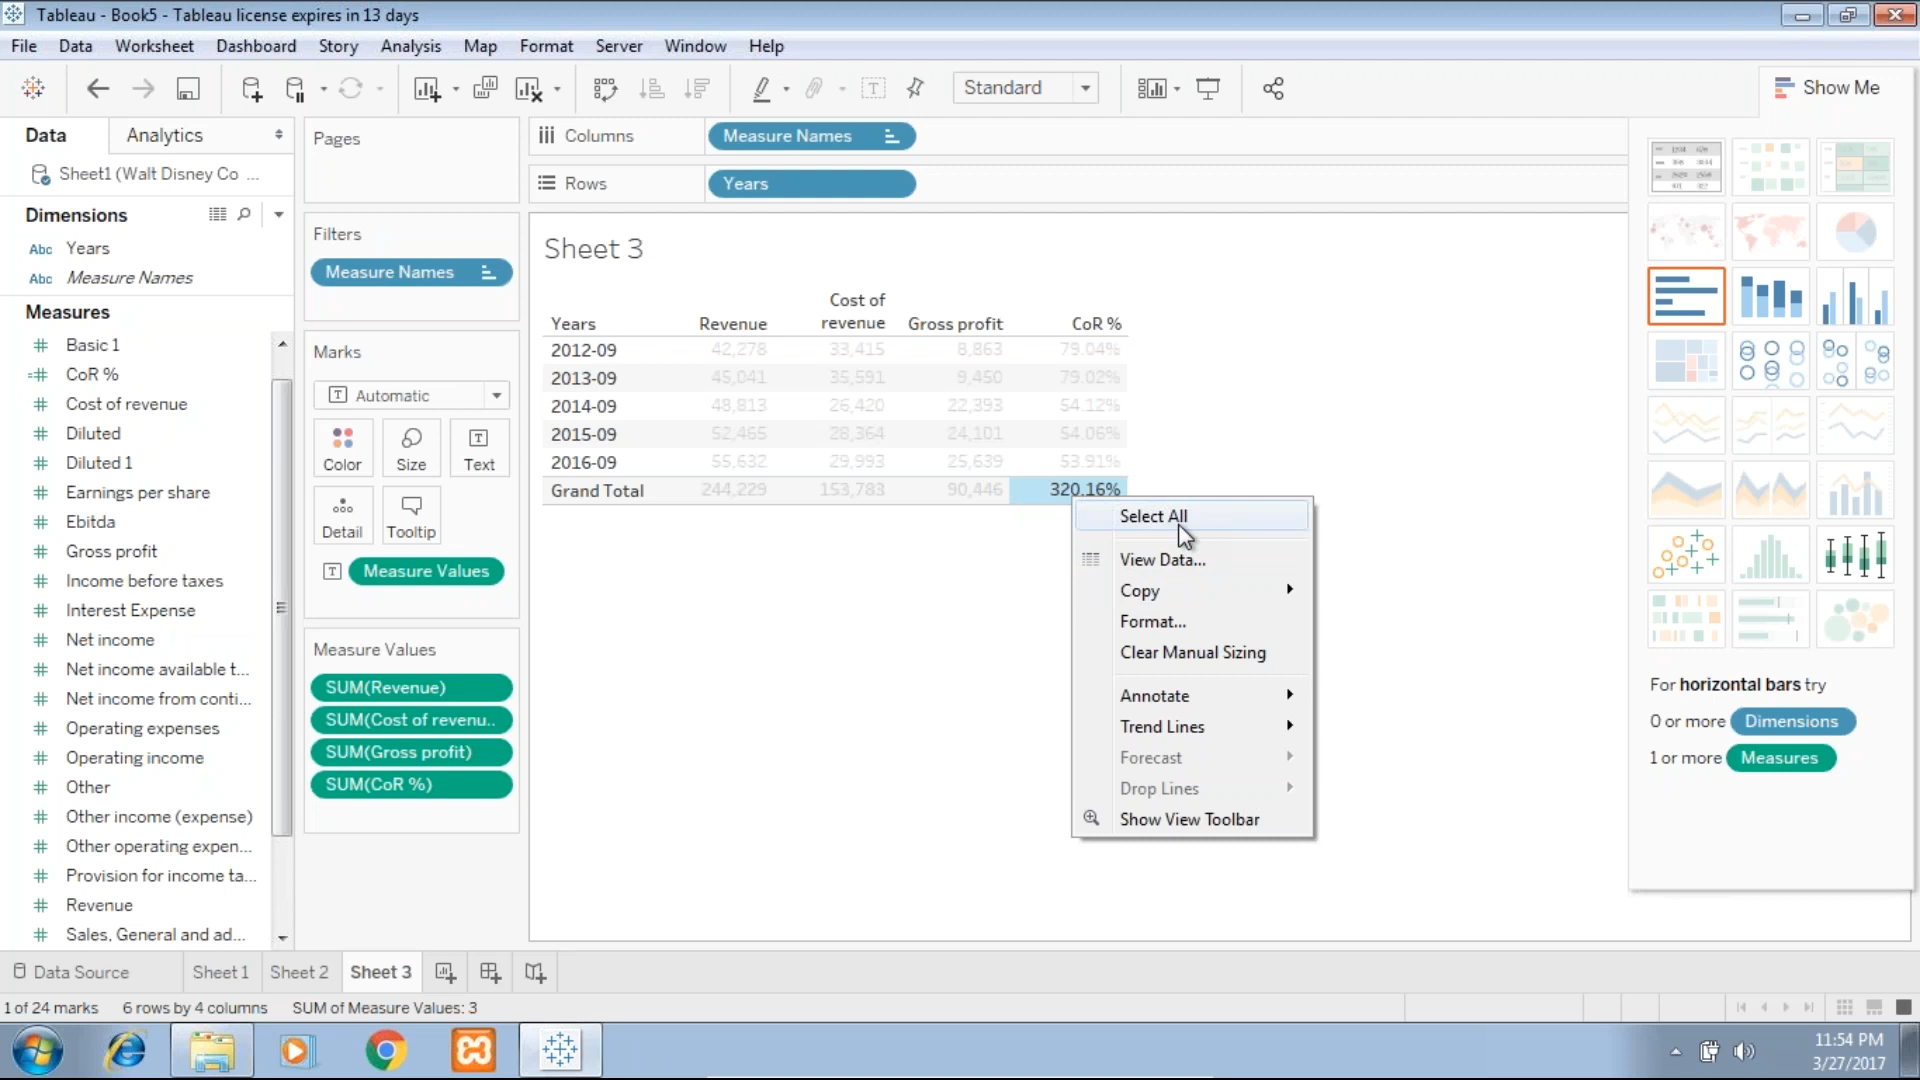 Tableau - Book5 - Tableau license expires in 13 days
File Data Worksheet Dashboard Story Analysis Map Format Server Window Help
Standard
Show Me
Data Analytics
Sheet1 (Walt Disney Co ...
Dimensions
Abc Years
Abc Measure Names
Measures
Basic 1
CoR %
Cost of revenue
Diluted
Diluted 1
Earnings per share
Ebitda
Gross profit
Income before taxes
Interest Expense
Net income
Net income available t...
Net income from conti...
Operating expenses
Operating income
Other
Other income (expense)
Other operating expen...
Provision for income ta...
Revenue
Sales, General and ad...
Pages
Filters
Measure Names
Marks
Automatic
Color Size Text
Detail Tooltip
Measure Values
Measure Values
SUM(Revenue)
SUM(Cost of revenu..
SUM(Gross profit)
SUM(CoR %)
Columns Measure Names
Rows Years
Sheet 3
Years Revenue Cost of revenue Gross profit CoR %
2012-09 42,278 33,415 8,863 79.04%
2013-09 45,041 35,591 9,450 79.02%
2014-09 48,813 26,420 22,393 54.12%
2015-09 52,465 28,364 24,101 54.06%
2016-09 55,632 29,993 25,639 53.91%
Grand Total 244,229 153,783 90,446 320.16%
Select All
View Data...
Copy
Format...
Clear Manual Sizing
Annotate
Trend Lines
Forecast
Drop Lines
Show View Toolbar
For horizontal bars try
0 or more Dimensions
1 or more Measures
Data Source Sheet 1 Sheet 2 Sheet 3
1 of 24 marks 6 rows by 4 columns SUM of Measure Values: 3
11:54 PM
3/27/2017